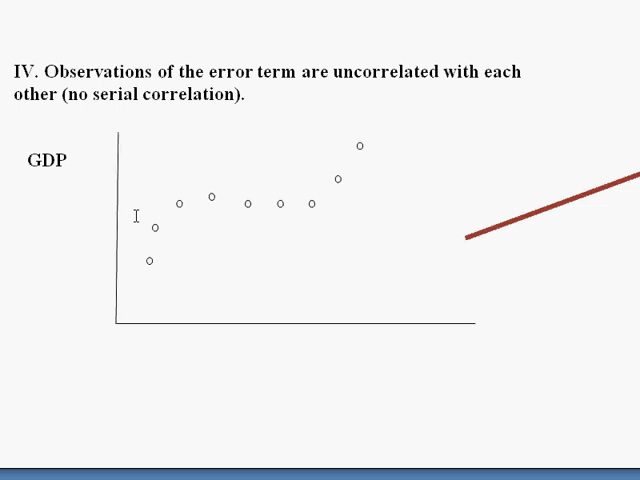 IV. Observations of the error term are uncorrelated with each
other (no serial correlation).
GDP